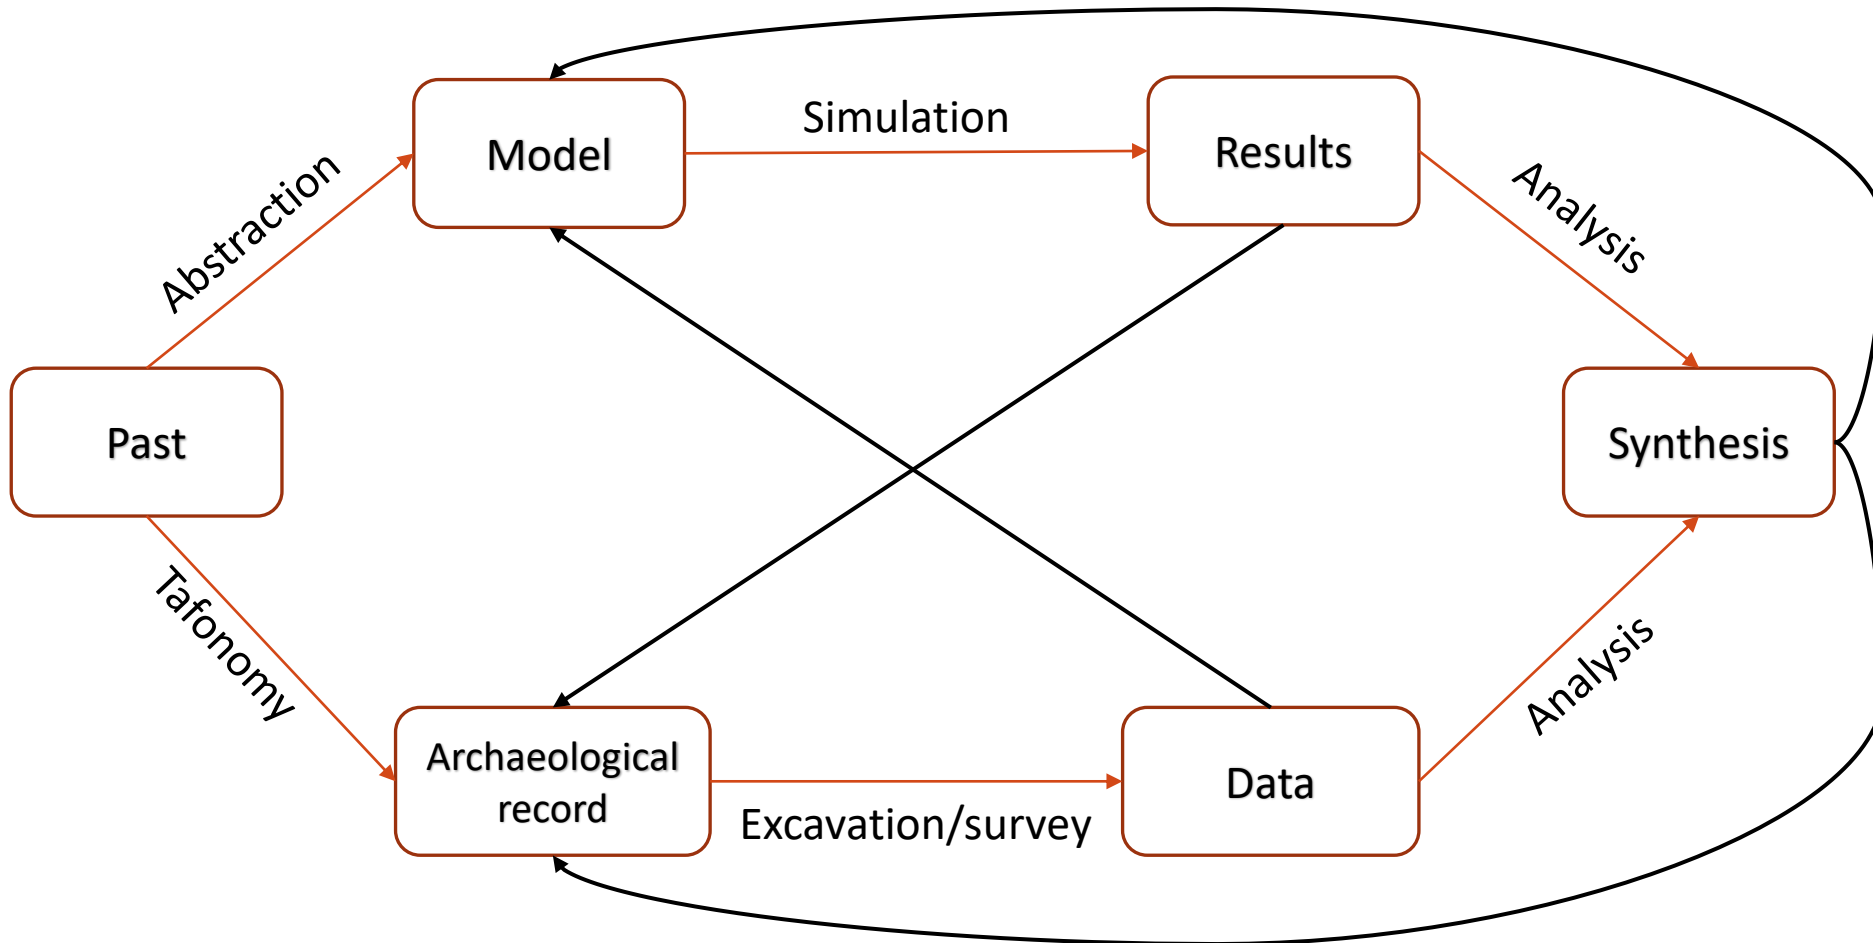 Simulation
Model
Results
Abstraction
Analysis
Past
Synthesis
Tafonomy
Archaeological
record
Excavation/survey
Data
Analysis